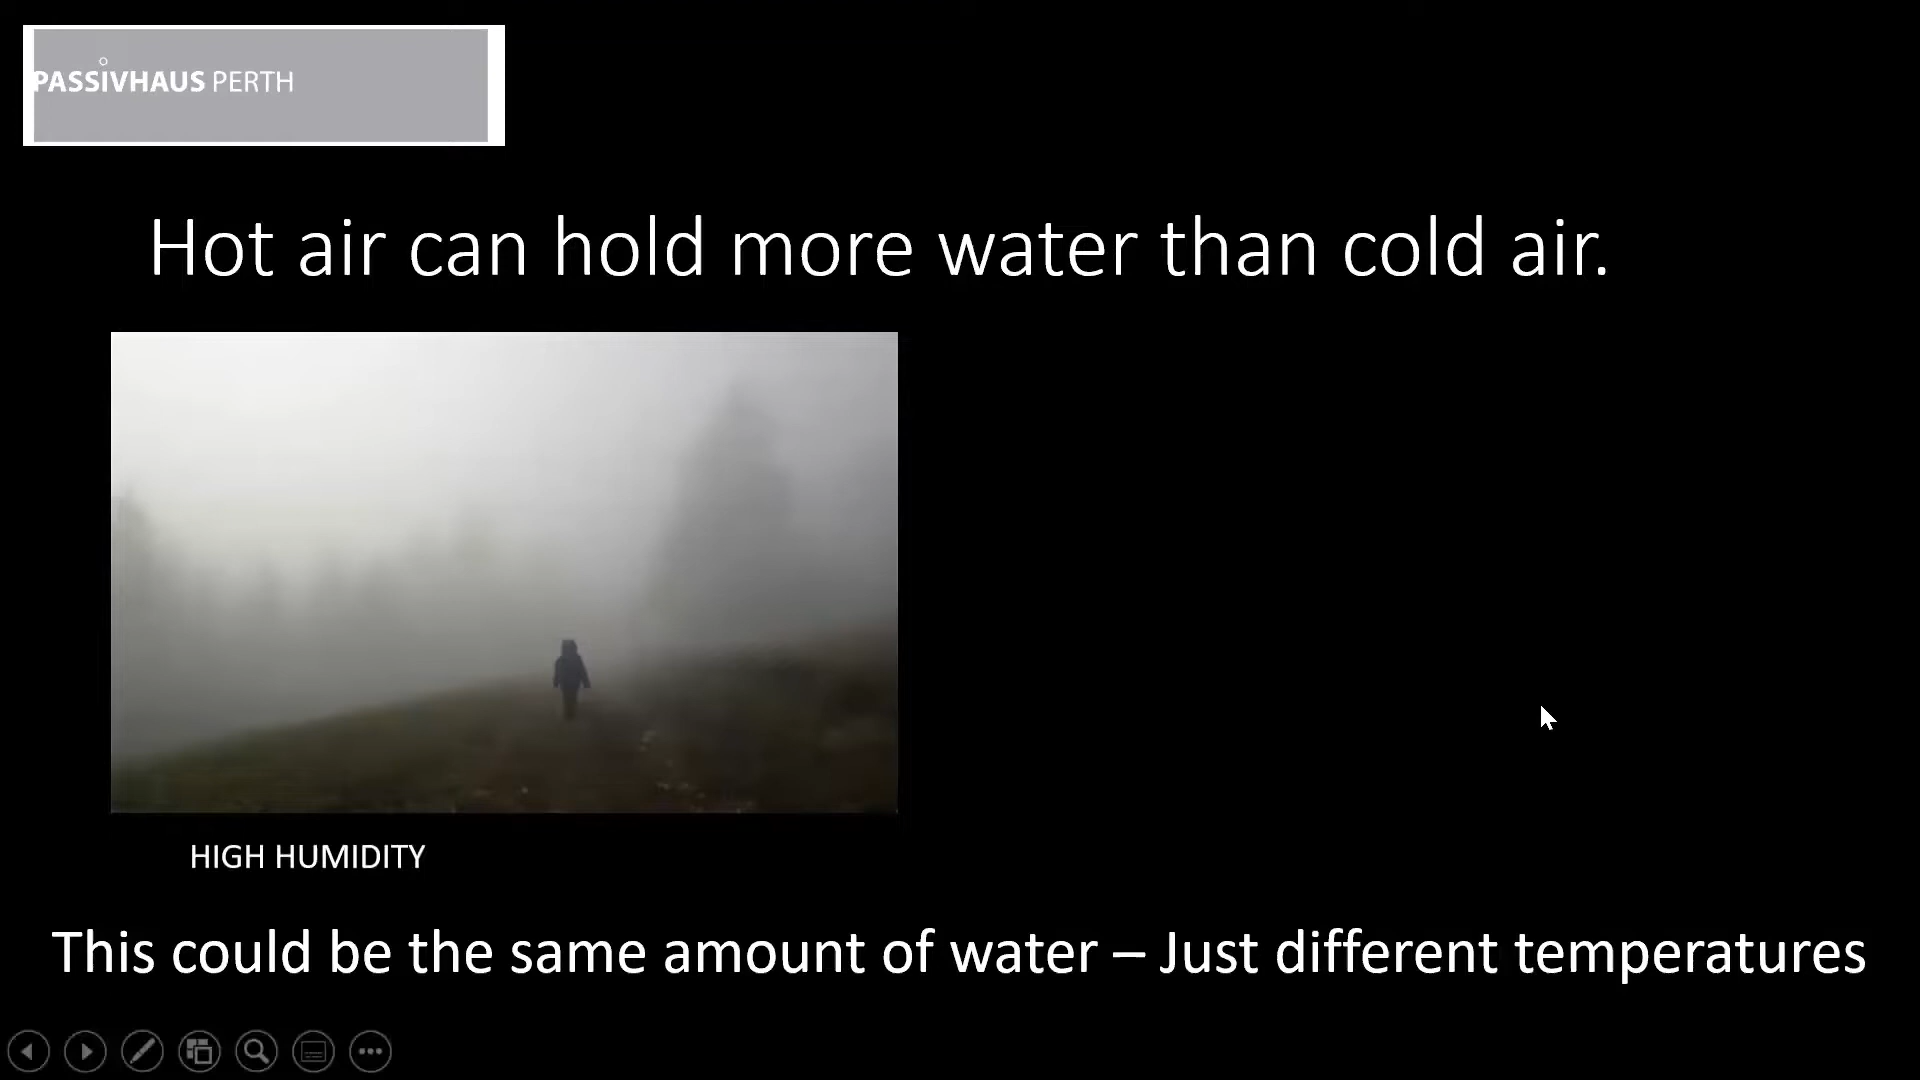 PASSIVHAUS PERTH
Hot air can hold more water than cold air.
HIGH HUMIDITY
This could be the same amount of water – Just different temperatures